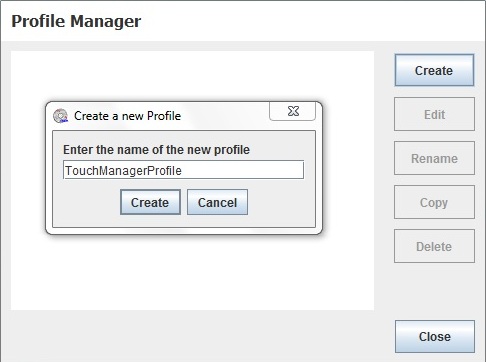 Profile Manager
Create
Create a new Profile
Edit
Enter the name of the new profile
TouchManagerProfile
Rename
Create Cancel
Copy
Delete
Close